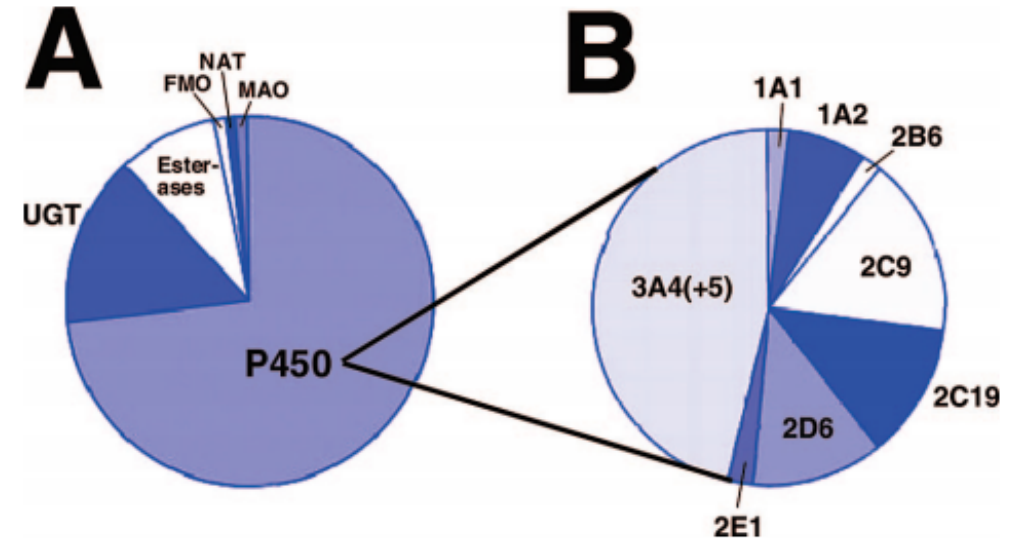 A
B
NAT
FMO
MAO
Ester-
ases
UGT
P450
1A1
1A2
2B6
2C9
3A4(+5)
2C19
2D6
2E1